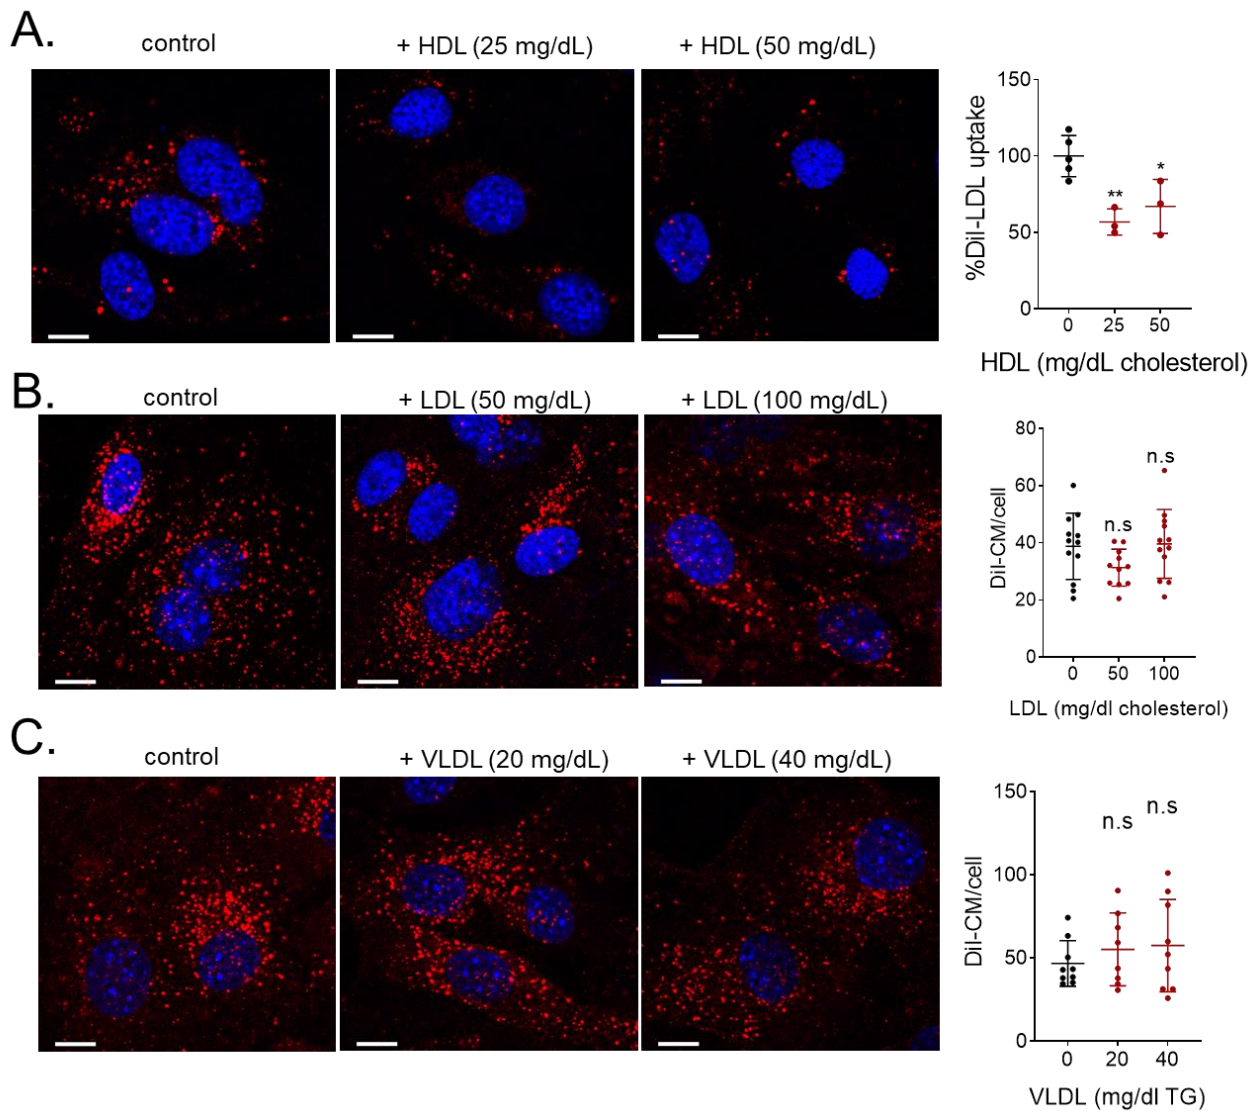 A.
control
+ HDL (25 mg/dL)
+ HDL (50 mg/dL)
%DiI-LDL uptake
150
100
50
0
**
*
0 25 50
HDL (mg/dL cholesterol)
B.
control
+ LDL (50 mg/dL)
+ LDL (100 mg/dL)
DiI-CM/cell
80
60
40
20
0
n.s
n.s
0 50 100
LDL (mg/dl cholesterol)
C.
control
+ VLDL (20 mg/dL)
+ VLDL (40 mg/dL)
DiI-CM/cell
150
100
50
0
n.s
n.s
0 20 40
VLDL (mg/dl TG)